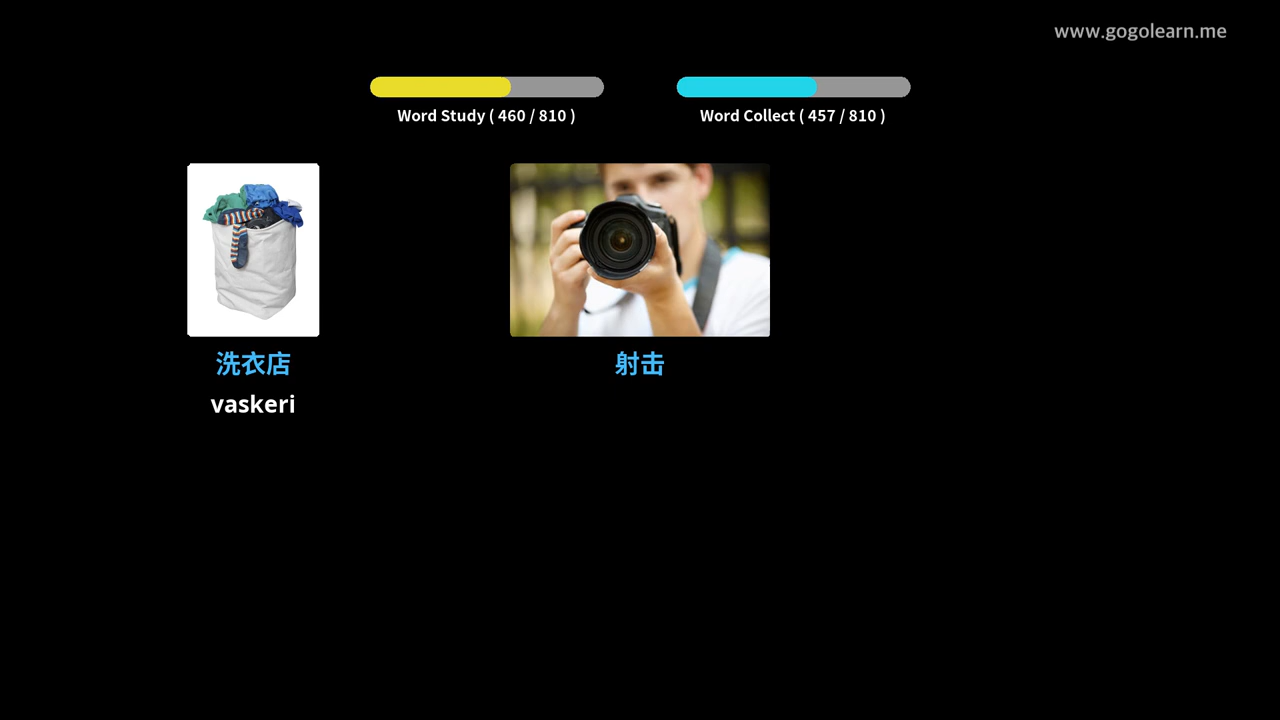 www.gogolearn.me
Word Study ( 460 / 810 )
Word Collect ( 457 / 810 )
洗衣店
射击
vaskeri